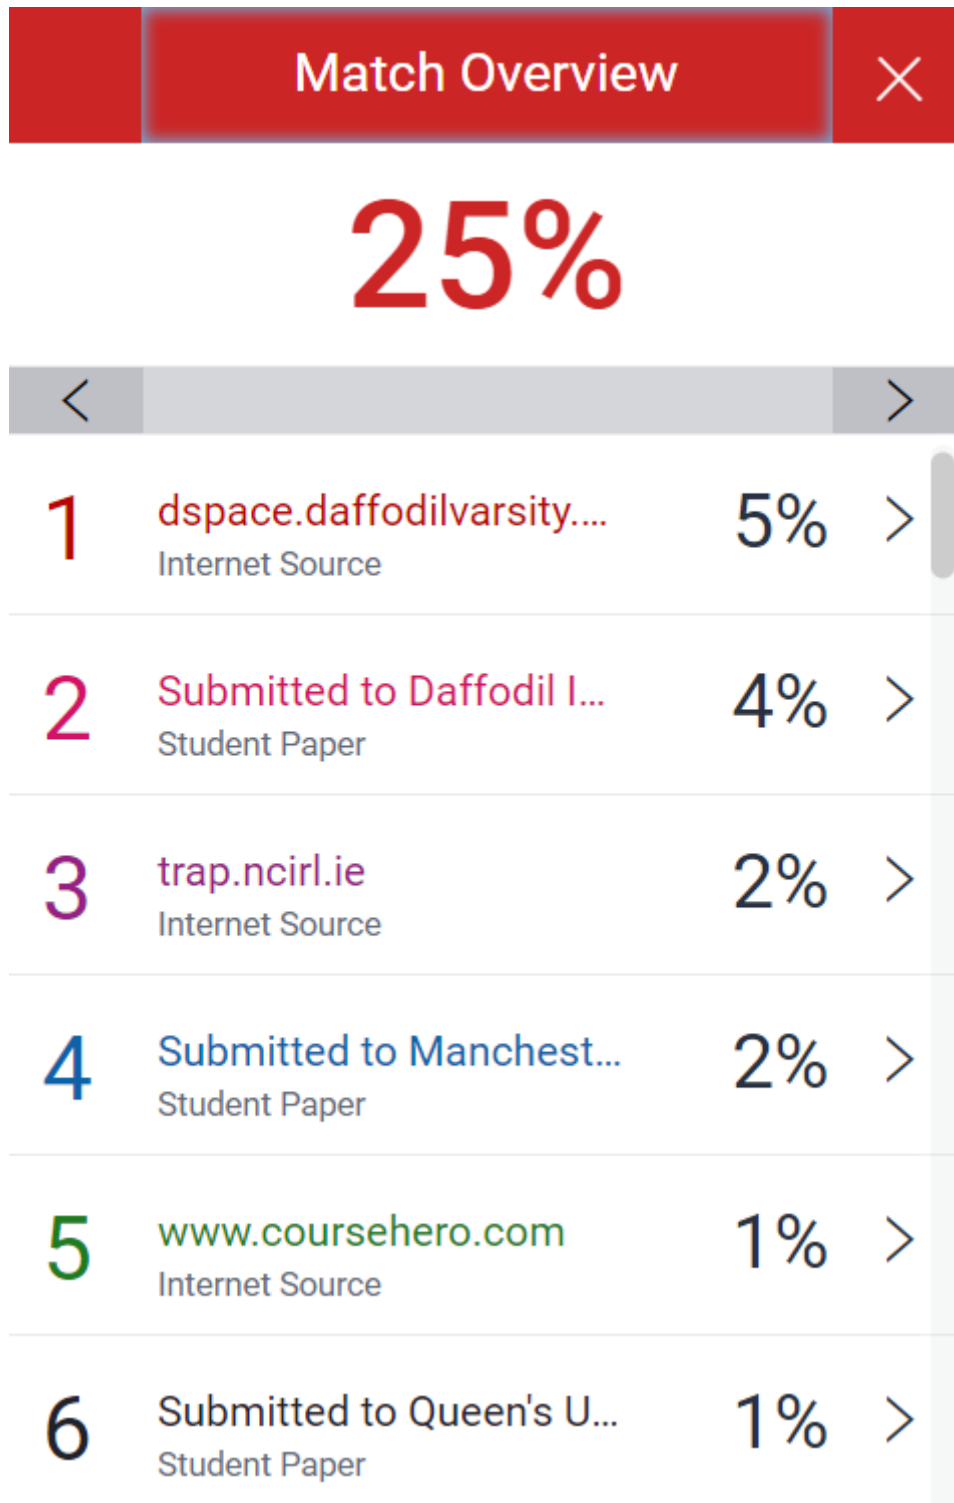 Match Overview
25%
1 dspace.daffodilvarsity.... 5%
Internet Source
2 Submitted to Daffodil I... 4%
Student Paper
3 trap.ncirl.ie 2%
Internet Source
4 Submitted to Manchest... 2%
Student Paper
5 www.coursehero.com 1%
Internet Source
6 Submitted to Queen's U... 1%
Student Paper